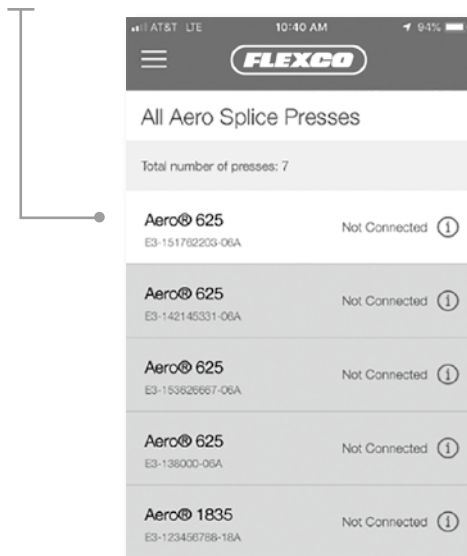 AT&T LTE 10:40 AM 94%
FLEXCO
All Aero Splice Presses
Total number of presses: 7
Aero® 625 Not Connected
E3-151762203-06A
Aero® 625 Not Connected
E3-142145331-06A
Aero® 625 Not Connected
E3-153626667-06A
Aero® 625 Not Connected
E3-136000-06A
Aero® 1835 Not Connected
E3-123456788-18A